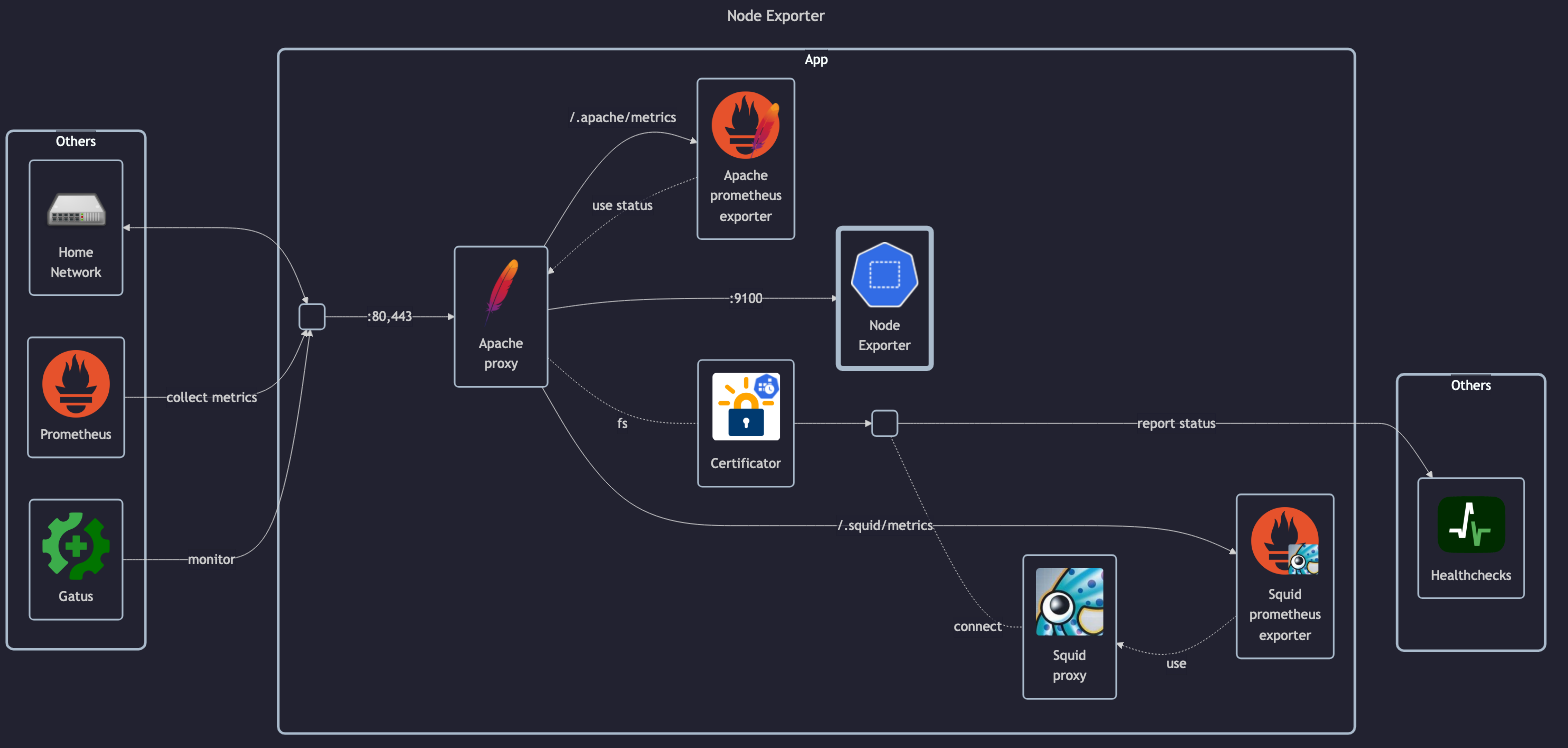 Node Exporter
App
Others
Home
Network
Prometheus
Gatus
collect metrics
monitor
:80,443
Apache
proxy
/.apache/metrics
use status
Apache
prometheus
exporter
:9100
Node
Exporter
fs
Certificator
report status
/.squid/metrics
connect
Squid
proxy
use
Squid
prometheus
exporter
Others
Healthchecks